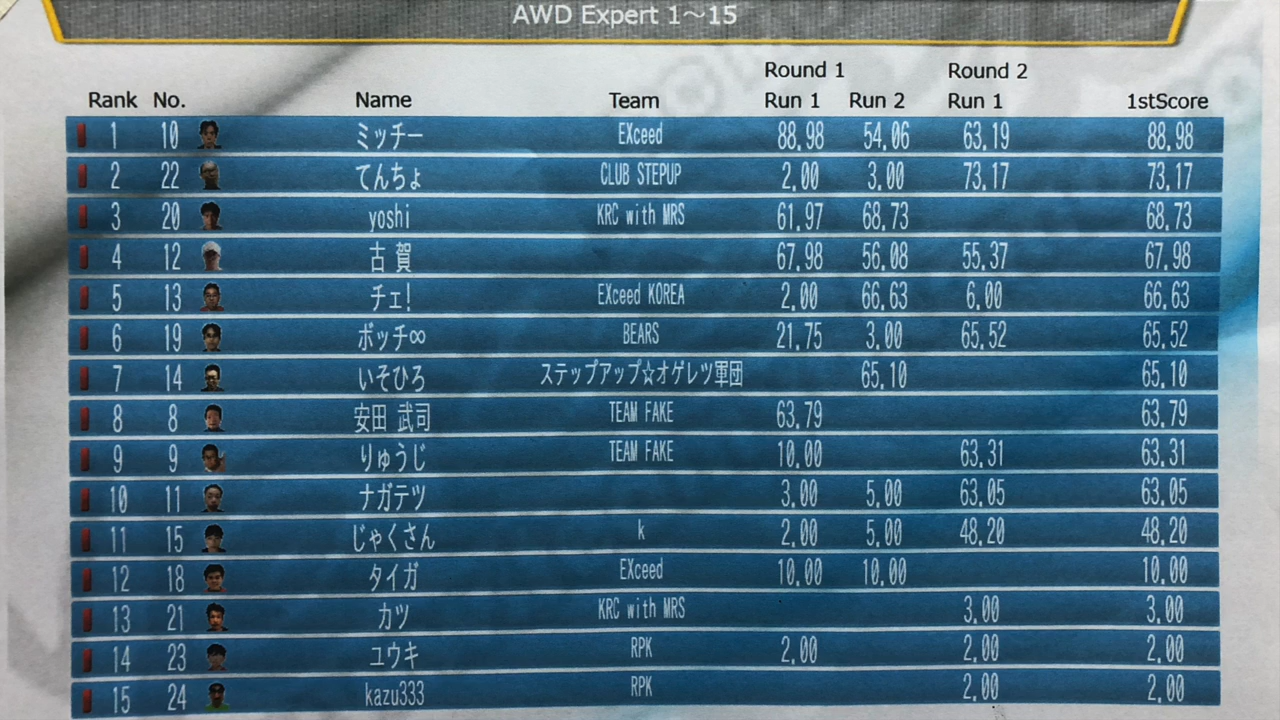 AWD Expert 1～15
Round 1 Round 2
Rank No. Name Team Run 1 Run 2 Run 1 1stScore
1 10 ミッチー EXceed 88.98 54.06 63.19 88.98
2 22 てんちょ CLUB STEPUP 2.00 3.00 73.17 73.17
3 20 yoshi KRC with MRS 61.97 68.73 68.73
4 12 古 賀 67.98 56.08 55.37 67.98
5 13 チェ! EXceed KOREA 2.00 66.63 6.00 66.63
6 19 ボッチ∞ BEARS 21.75 3.00 65.52 65.52
7 14 いそひろ ステップアップ☆オゲレツ軍団 65.10 65.10
8 8 安田 武司 TEAM FAKE 63.79 63.79
9 9 りゅうじ TEAM FAKE 10.00 63.31 63.31
10 11 ナガテツ 3.00 5.00 63.05 63.05
11 15 じゃくさん k 2.00 5.00 48.20 48.20
12 18 タイガ EXceed 10.00 10.00 10.00
13 21 カツ KRC with MRS 3.00 3.00
14 23 ユウキ RPK 2.00 2.00 2.00
15 24 kazu333 RPK 2.00 2.00